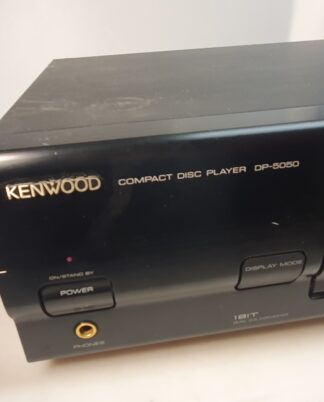 KENWOOD COMPACT DISC PLAYER DP-5050
ON/STAND BY
POWER
DISPLAY MODE
PHONES
1BIT